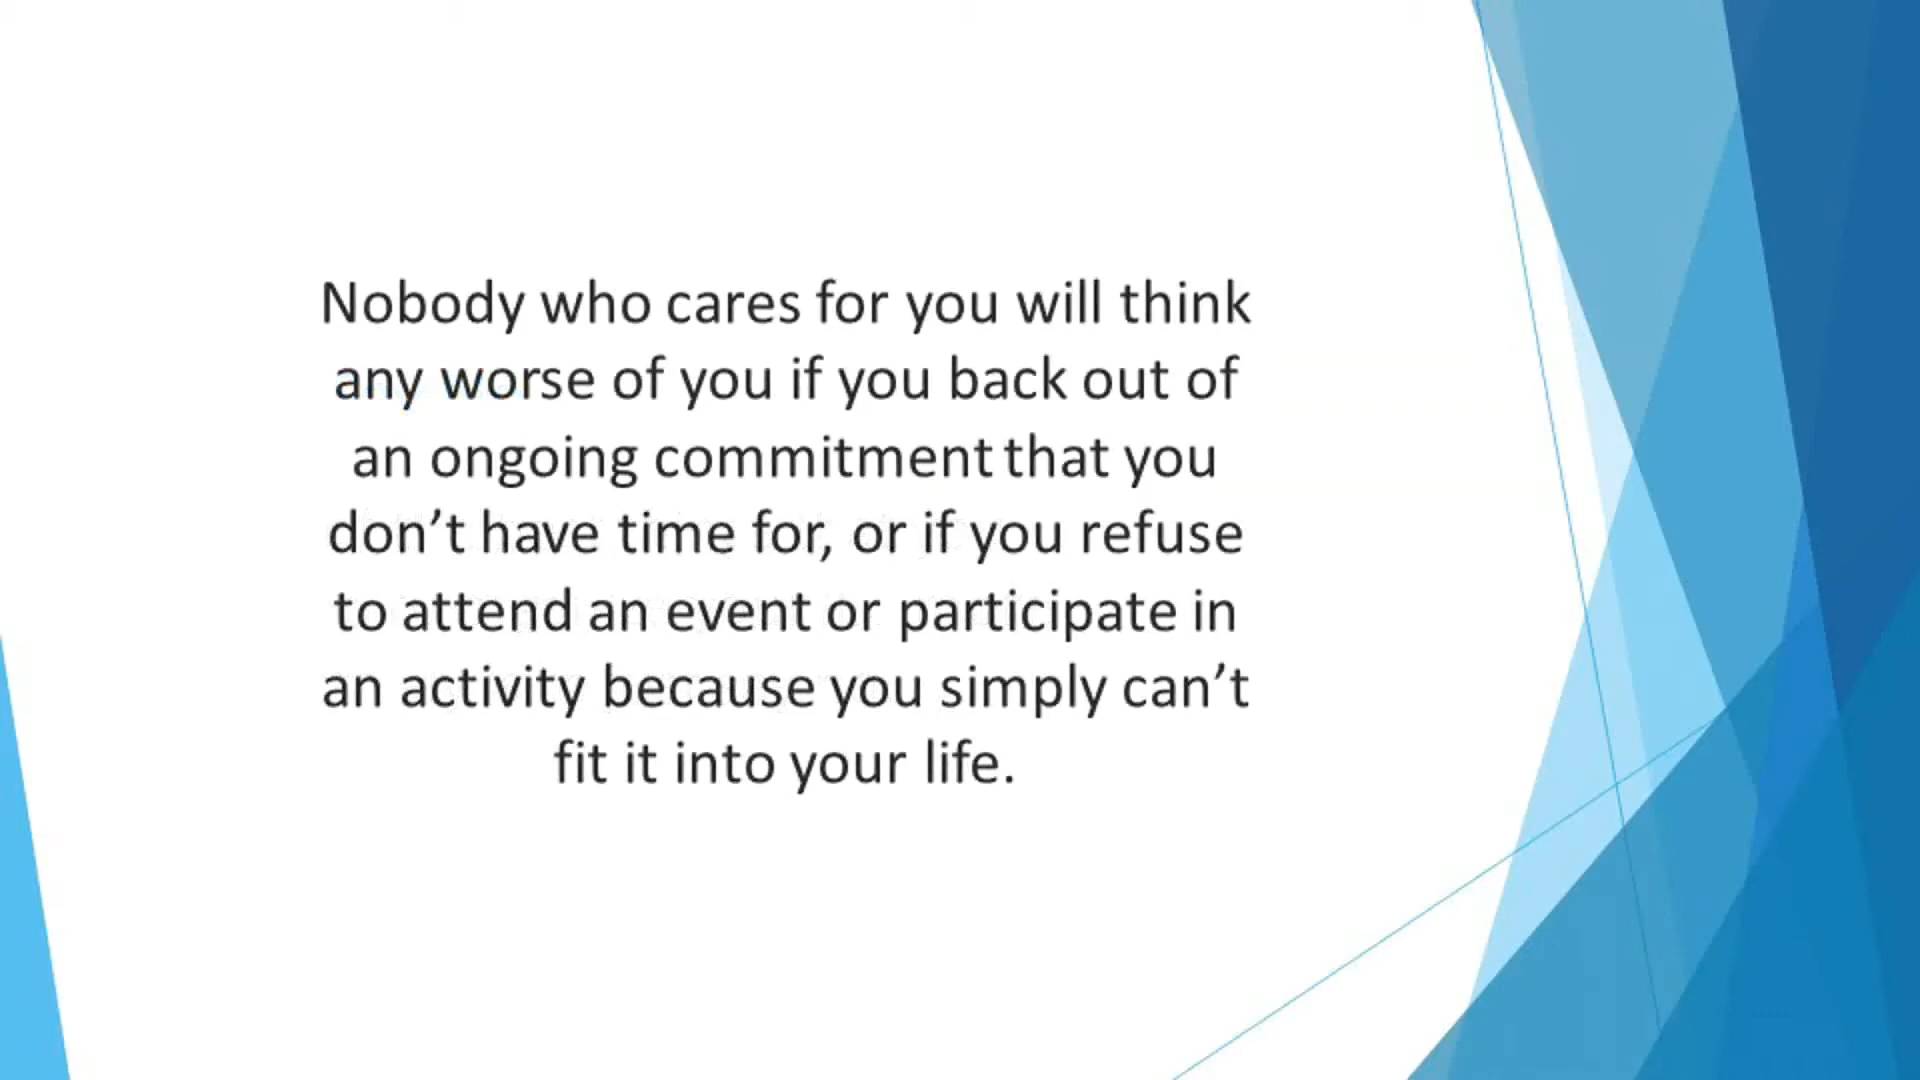 Nobody who cares for you will think
any worse of you if you back out of
an ongoing commitment that you
don’t have time for, or if you refuse
to attend an event or participate in
an activity because you simply can’t
fit it into your life.